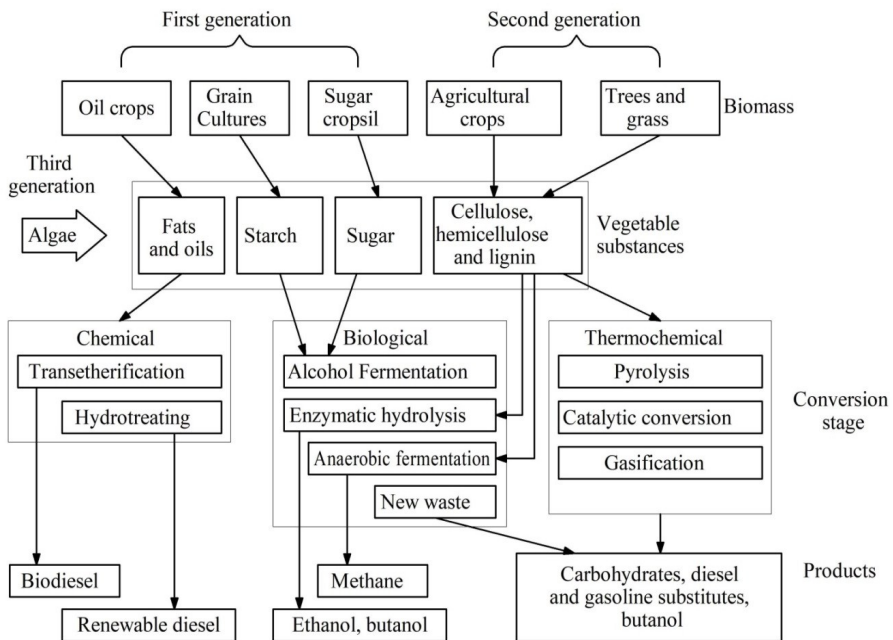 First generation
Second generation
Oil crops
Grain
Cultures
Sugar
cropsil
Agricultural
crops
Trees and
grass
Biomass
Third
generation
Algae
Fats
and oils
Starch
Sugar
Cellulose,
hemicellulose
and lignin
Vegetable
substances
Chemical
Transetherification
Hydrotreating
Biological
Alcohol Fermentation
Enzymatic hydrolysis
Anaerobic fermentation
New waste
Thermochemical
Pyrolysis
Catalytic conversion
Gasification
Conversion
stage
Biodiesel
Renewable diesel
Methane
Ethanol, butanol
Carbohydrates, diesel
and gasoline substitutes,
butanol
Products